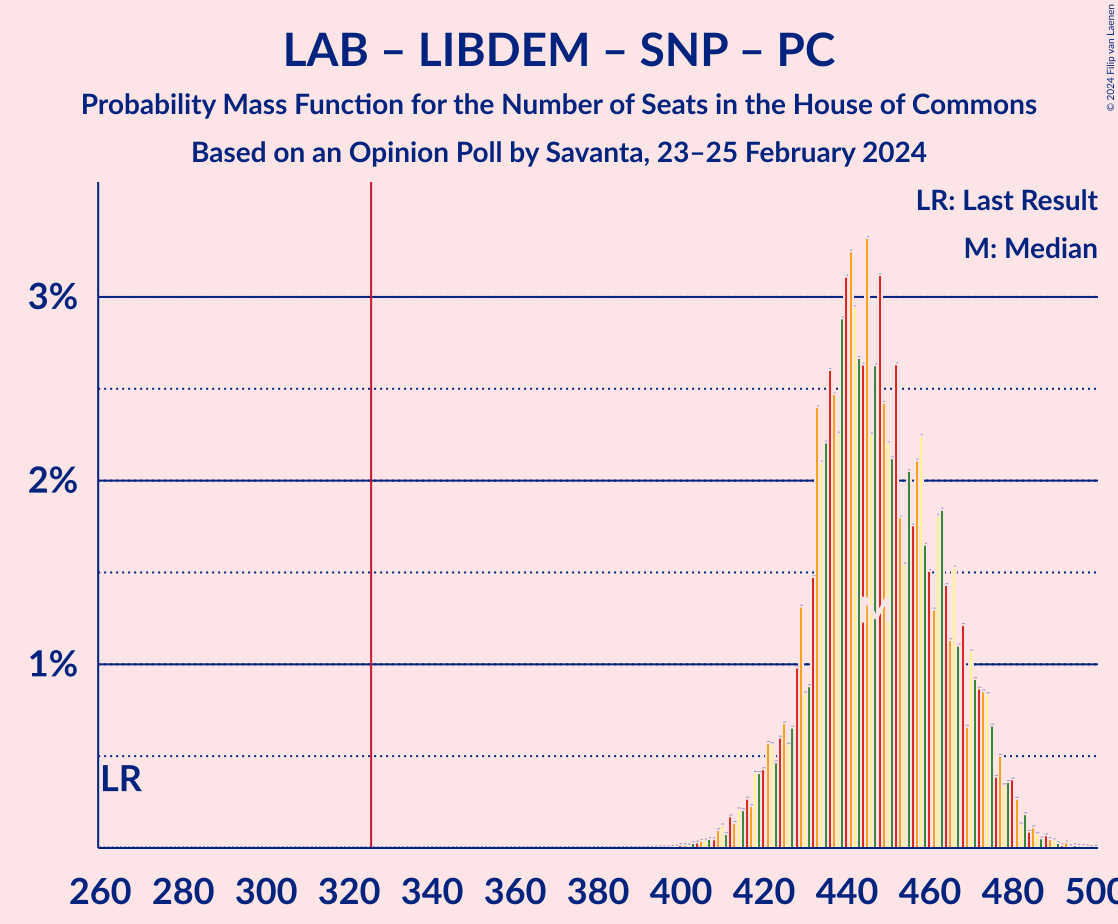 LAB – LIBDEM – SNP – PC
Probability Mass Function for the Number of Seats in the House of Commons
Based on an Opinion Poll by Savanta, 23–25 February 2024
© 2024 Filip van Laenen
LR: Last Result
M: Median
3%
2%
1%
M
LR
260 280 300 320 340 360 380 400 420 440 460 480 500